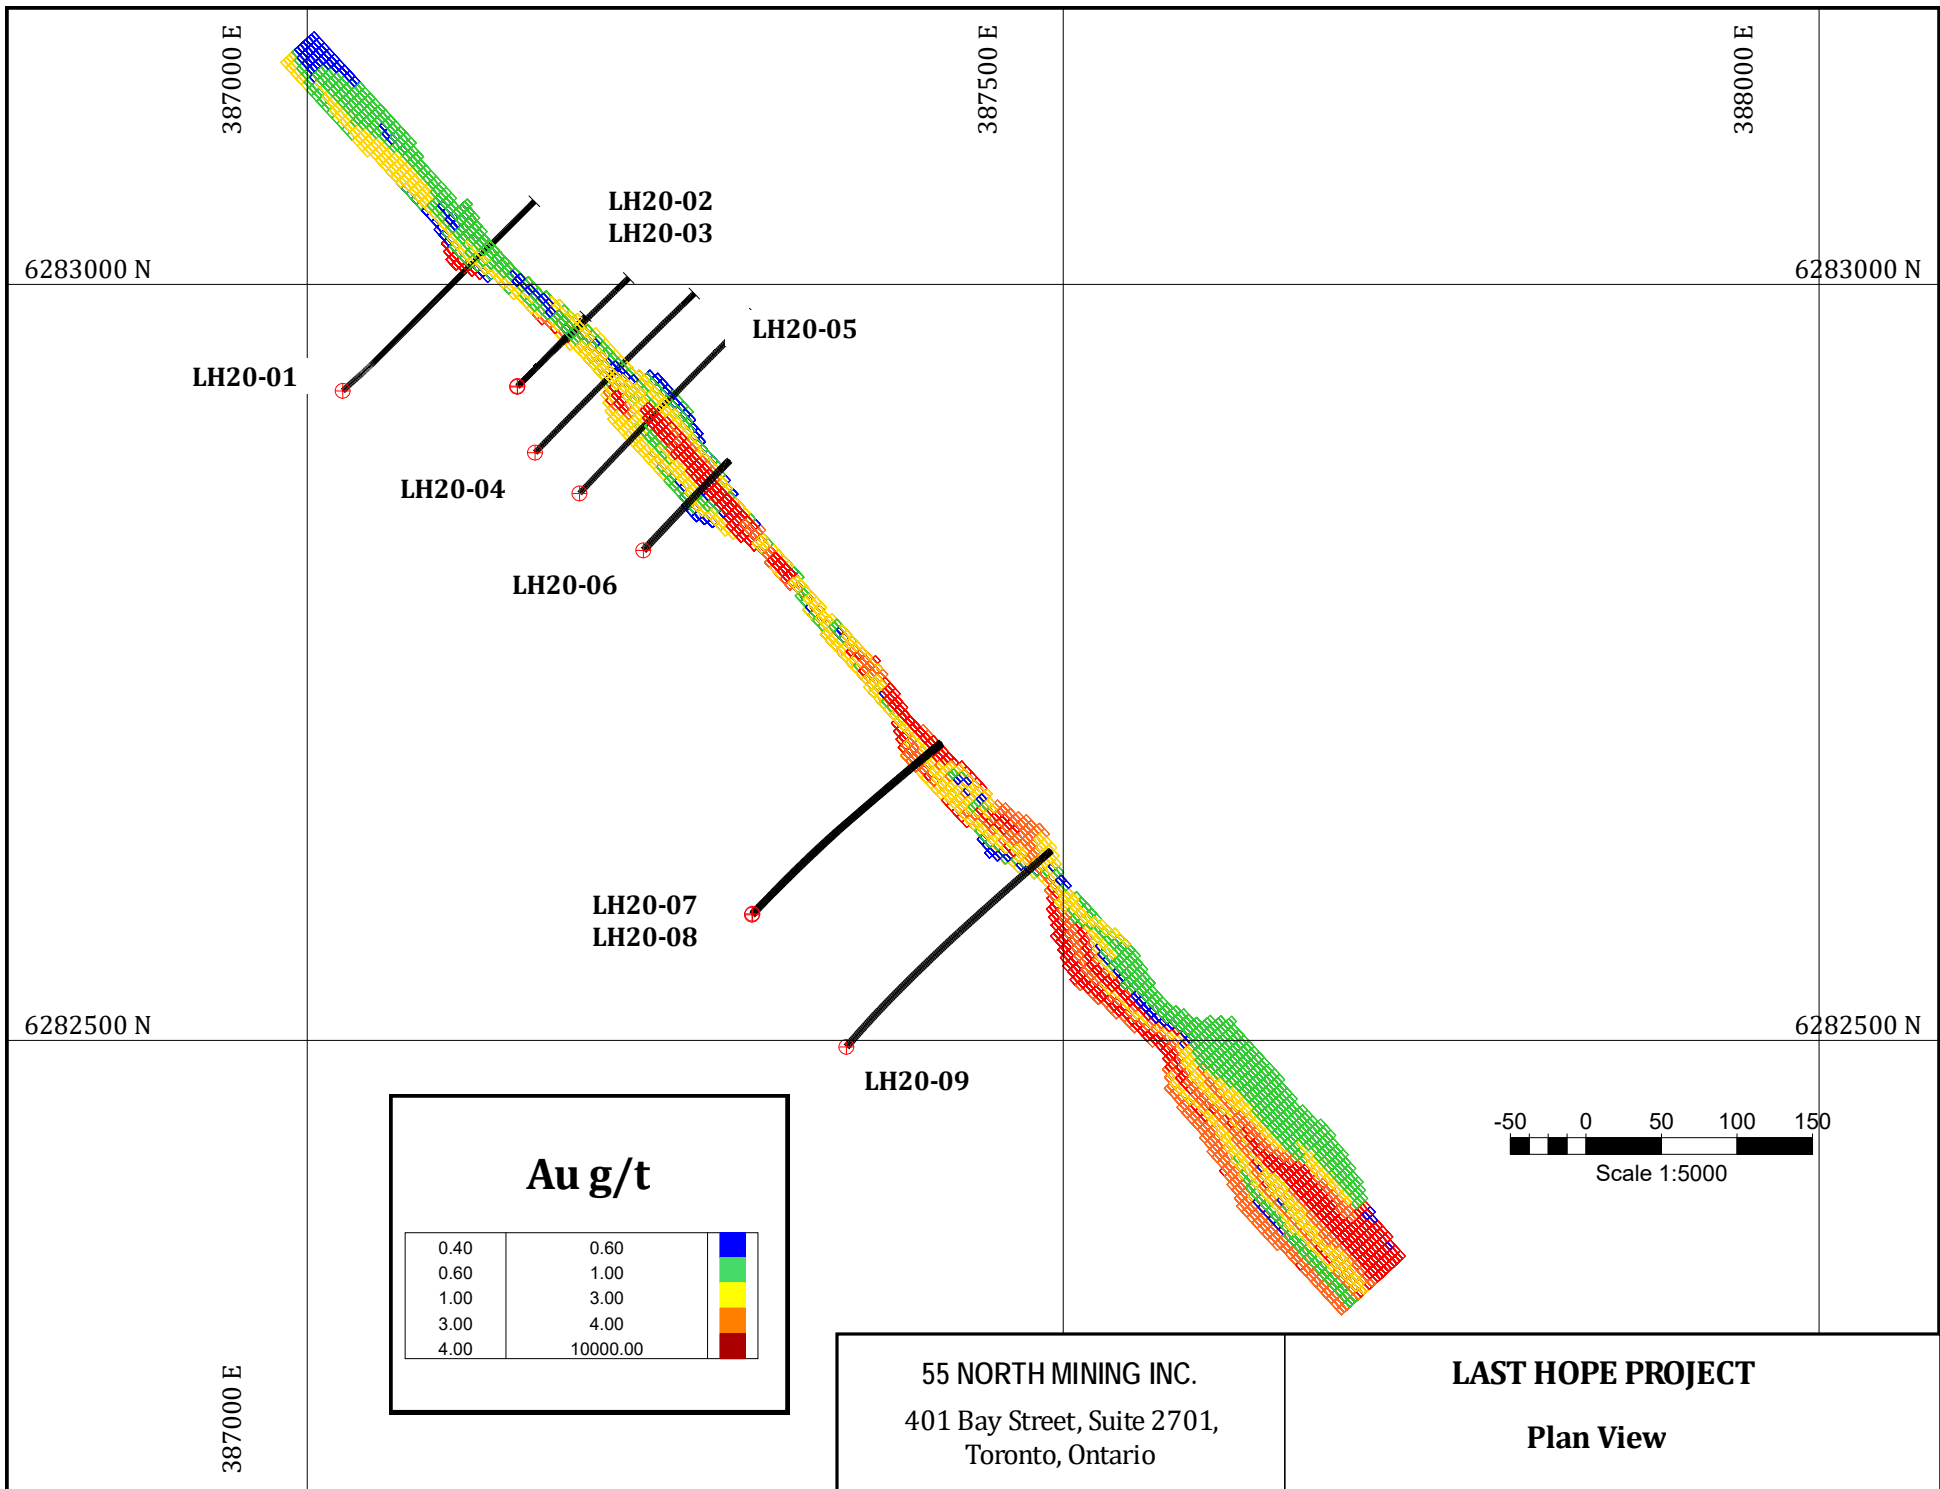 387000 E
387500 E
388000 E
LH20-02
LH20-03
6283000 N
6283000 N
LH20-05
LH20-01
LH20-04
LH20-06
LH20-07
LH20-08
6282500 N
6282500 N
LH20-09
-50 0 50 100 150
Scale 1:5000
Au g/t
0.40 0.60
0.60 1.00
1.00 3.00
3.00 4.00
4.00 10000.00
387000 E
55 NORTH MINING INC.
401 Bay Street, Suite 2701,
Toronto, Ontario
LAST HOPE PROJECT
Plan View